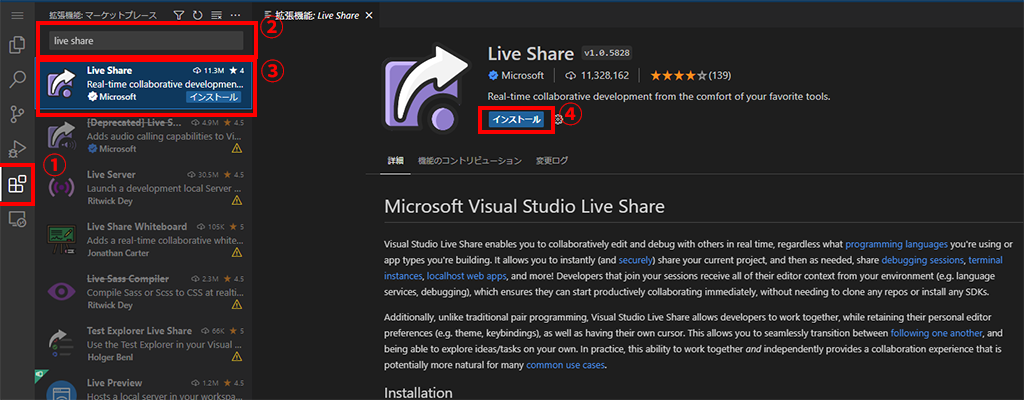 拡張機能: マーケットプレース
live share
②
③
Live Share 11.3M ★ 4
Real-time collaborative developmen...
Microsoft インストール
[Deprecated] Live S... 4.9M ★ 4.5
Adds audio calling capabilities to Vi...
Microsoft
①
Live Server 30.5M ★ 4.5
Launch a development local Server ...
Ritwick Dey
Live Share Whiteboard 105K ★ 5
Adds a real-time collaborative white...
Jonathan Carter
Live Sass Compiler 2.3M ★ 4.5
Compile Sass or Scss to CSS at realti...
Ritwick Dey
Test Explorer Live Share 66K ★ 5
Use the Test Explorer in your Visual ...
Holger Benl
Live Preview 1.2M ★ 4.5
Hosts a local server in your workspa...
拡張機能: Live Share
Live Share v1.0.5828
Microsoft 11,328,162 (139)
Real-time collaborative development from the comfort of your favorite tools.
インストール
④
詳細 機能のコントリビューション 変更ログ
Microsoft Visual Studio Live Share
Visual Studio Live Share enables you to collaboratively edit and debug with others in real time, regardless what programming languages you're using or
app types you're building. It allows you to instantly (and securely) share your current project, and then as needed, share debugging sessions, terminal
instances, localhost web apps, and more! Developers that join your sessions receive all of their editor context from your environment (e.g. language
services, debugging), which ensures they can start productively collaborating immediately, without needing to clone any repos or install any SDKs.
Additionally, unlike traditional pair programming, Visual Studio Live Share allows developers to work together, while retaining their personal editor
preferences (e.g. theme, keybindings), as well as having their own cursor. This allows you to seamlessly transition between following one another, and
being able to explore ideas/tasks on your own. In practice, this ability to work together and independently provides a collaboration experience that is
potentially more natural for many common use cases.
Installation